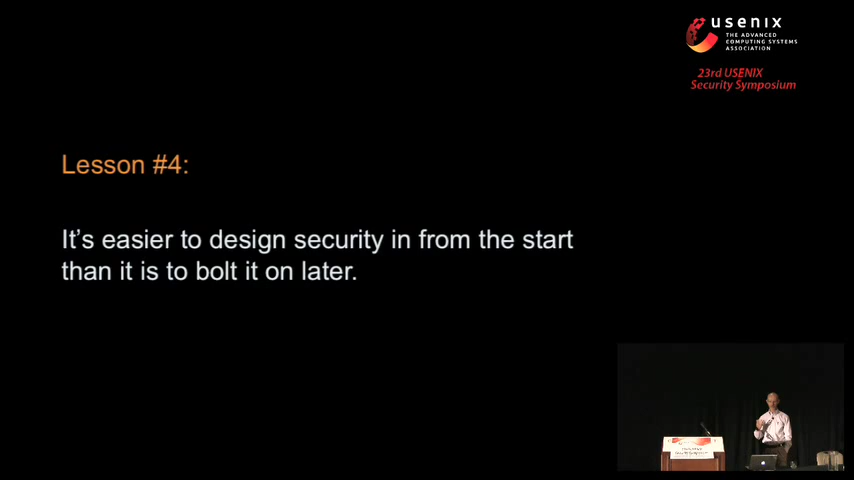 usenix
THE ADVANCED
COMPUTING SYSTEMS
ASSOCIATION
23rd USENIX
Security Symposium
Lesson #4:
It's easier to design security in from the start
than it is to bolt it on later.